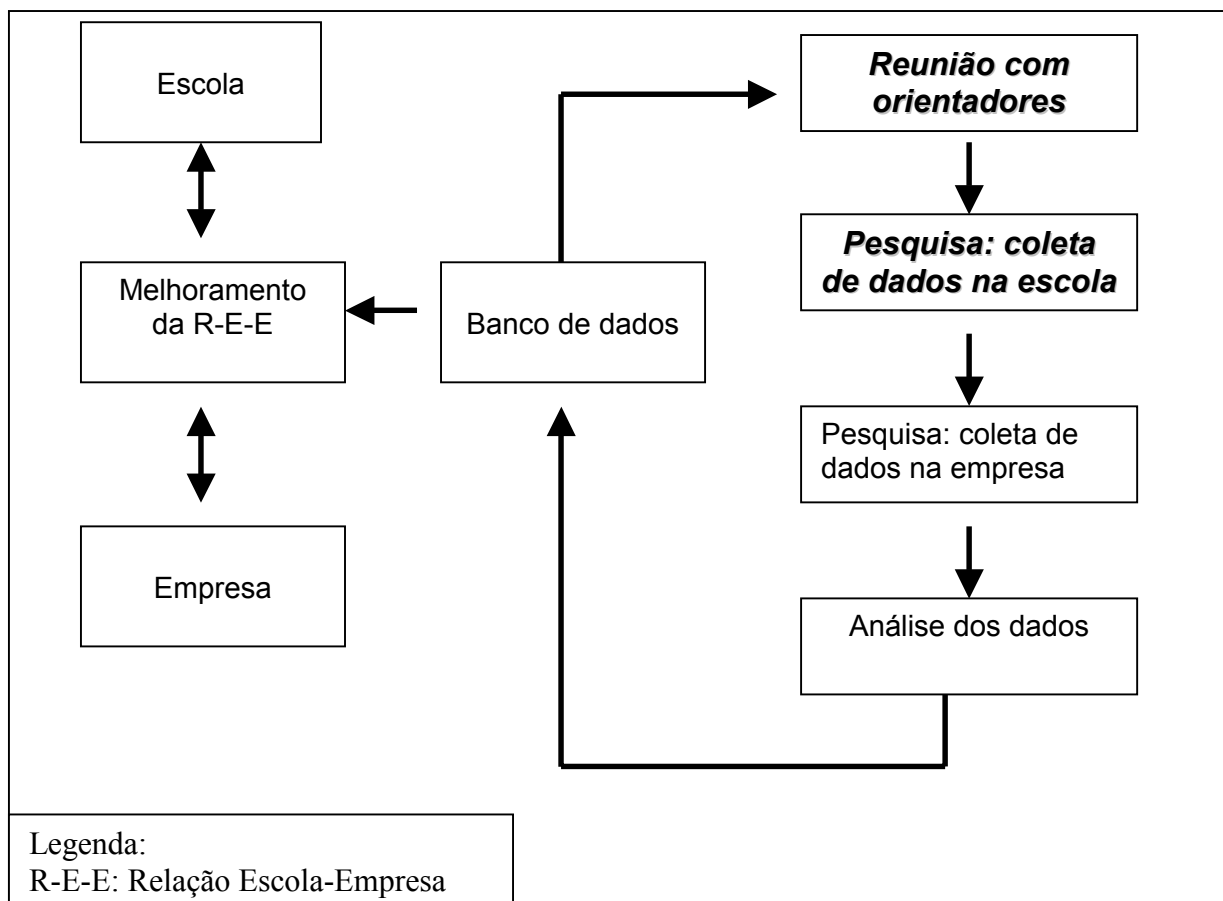 Escola
Reunião com
orientadores
Pesquisa: coleta
de dados na escola
Melhoramento
da R-E-E
Banco de dados
Pesquisa: coleta de
dados na empresa
Empresa
Análise dos dados
Legenda:
R-E-E: Relação Escola-Empresa